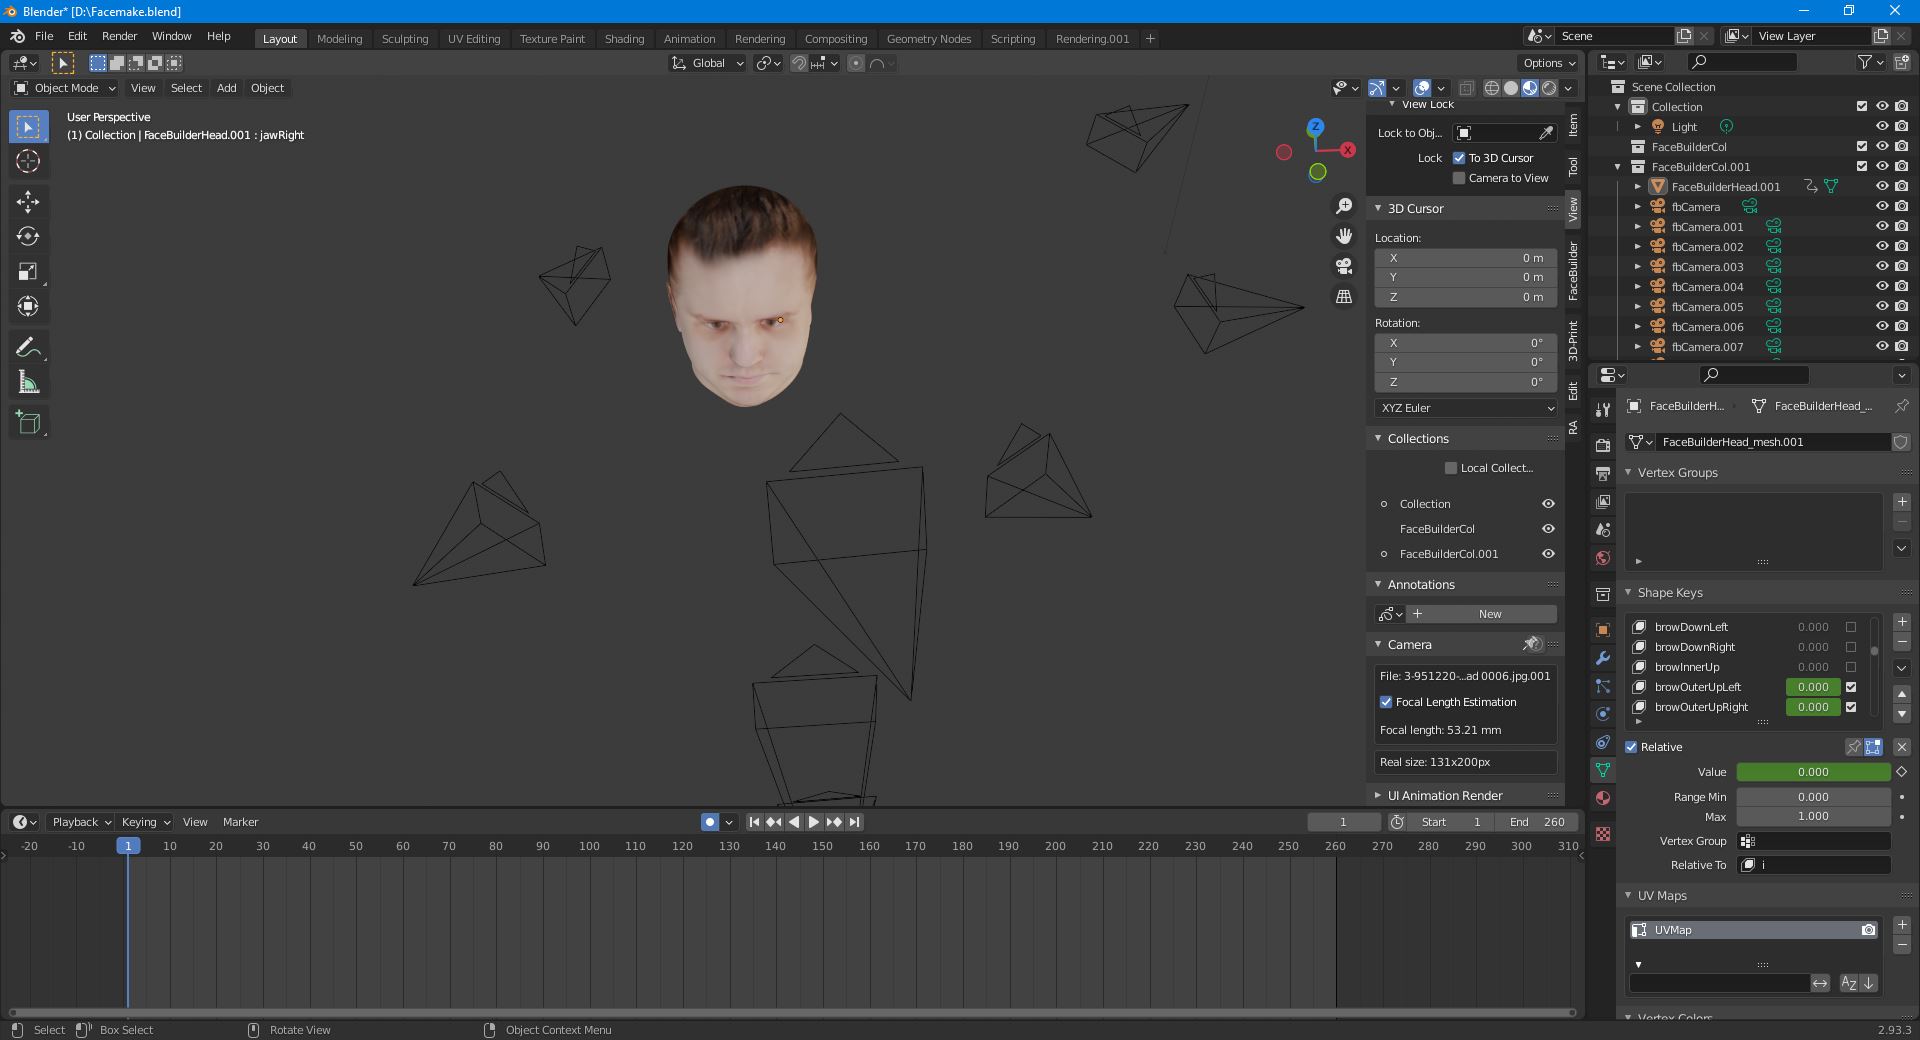 Blender* [D:\Facemake.blend]
File Edit Render Window Help Layout Modeling Sculpting UV Editing Texture Paint Shading Animation Rendering Compositing Geometry Nodes Scripting Rendering.001 + Scene View Layer
Global Options
Object Mode View Select Add Object
User Perspective
(1) Collection | FaceBuilderHead.001 : jawRight
Z
X
View Lock
Lock to Obj...
Lock To 3D Cursor
Camera to View
3D Cursor
Location:
X 0 m
Y 0 m
Z 0 m
Rotation:
X 0°
Y 0°
Z 0°
XYZ Euler
Collections
Local Collect...
Collection
FaceBuilderCol
FaceBuilderCol.001
Annotations
+ New
Camera
File: 3-951220-...ad 0006.jpg.001
Focal Length Estimation
Focal length: 53.21 mm
Real size: 131x200px
UI Animation Render
Item
Tool
View
FaceBuilder
3D-Print
Edit
RA
Scene Collection
Collection
Light
FaceBuilderCol
FaceBuilderCol.001
FaceBuilderHead.001
fbCamera
fbCamera.001
fbCamera.002
fbCamera.003
fbCamera.004
fbCamera.005
fbCamera.006
fbCamera.007
FaceBuilderH... FaceBuilderHead_...
FaceBuilderHead_mesh.001
Vertex Groups
Shape Keys
browDownLeft 0.000
browDownRight 0.000
browInnerUp 0.000
browOuterUpLeft 0.000
browOuterUpRight 0.000
Relative
Value 0.000
Range Min 0.000
Max 1.000
Vertex Group
Relative To i
UV Maps
UVMap
AZ
Vertex Colors
Playback Keying View Marker 1 Start 1 End 260
-20 -10 1 10 20 30 40 50 60 70 80 90 100 110 120 130 140 150 160 170 180 190 200 210 220 230 240 250 260 270 280 290 300 310
Select Box Select Rotate View Object Context Menu 2.93.3